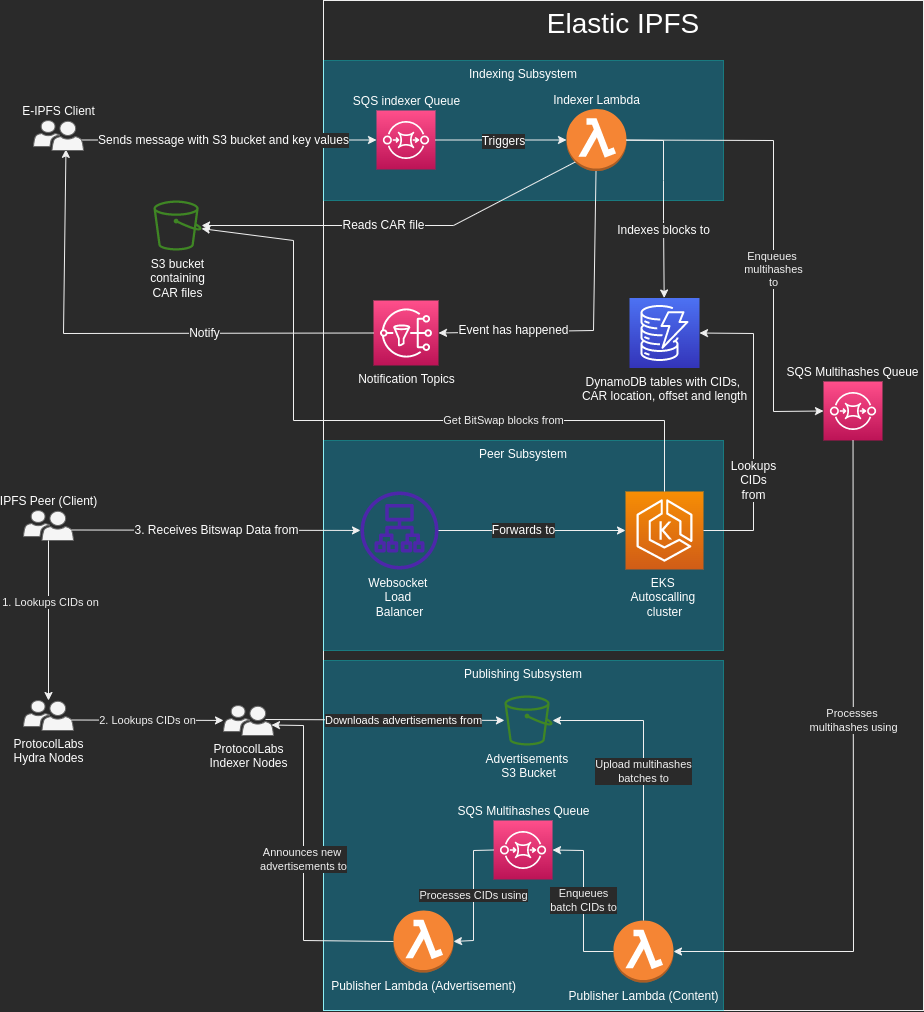 Elastic IPFS
Indexing Subsystem
SQS indexer Queue
Indexer Lambda
E-IPFS Client
Sends message with S3 bucket and key values
Triggers
Reads CAR file
Indexes blocks to
S3 bucket
containing
CAR files
Enqueues
multihashes
to
Notify
Event has happened
Notification Topics
DynamoDB tables with CIDs,
CAR location, offset and length
SQS Multihashes Queue
Get BitSwap blocks from
Peer Subsystem
Lookups
CIDs
from
IPFS Peer (Client)
3. Receives Bitswap Data from
Forwards to
Websocket
Load
Balancer
EKS
Autoscalling
cluster
1. Lookups CIDs on
Publishing Subsystem
2. Lookups CIDs on
Downloads advertisements from
ProtocolLabs
Hydra Nodes
ProtocolLabs
Indexer Nodes
Advertisements
S3 Bucket
Processes
multihashes using
Upload multihashes
batches to
SQS Multihashes Queue
Announces new
advertisements to
Processes CIDs using
Enqueues
batch CIDs to
Publisher Lambda (Advertisement)
Publisher Lambda (Content)